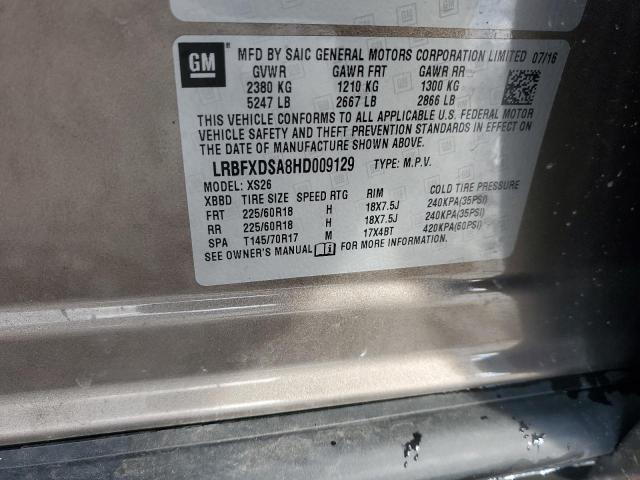 GM
MFD BY SAIC GENERAL MOTORS CORPORATION LIMITED 07/16
GVWR GAWR FRT GAWR RR
2380 KG 1210 KG 1300 KG
5247 LB 2667 LB 2866 LB
THIS VEHICLE CONFORMS TO ALL APPLICABLE U.S. FEDERAL MOTOR
VEHICLE SAFETY AND THEFT PREVENTION STANDARDS IN EFFECT ON
THE DATE OF MANUFACTURE SHOWN ABOVE.
LRBFXDSA8HD009129 TYPE: M.P.V.
MODEL: XS26
XBBD TIRE SIZE SPEED RTG RIM COLD TIRE PRESSURE
FRT 225/60R18 H 18X7.5J 240KPA(35PSI)
RR 225/60R18 H 18X7.5J 240KPA(35PSI)
SPA T145/70R17 M 17X4BT 420KPA(60PSI)
SEE OWNER'S MANUAL FOR MORE INFORMATION.